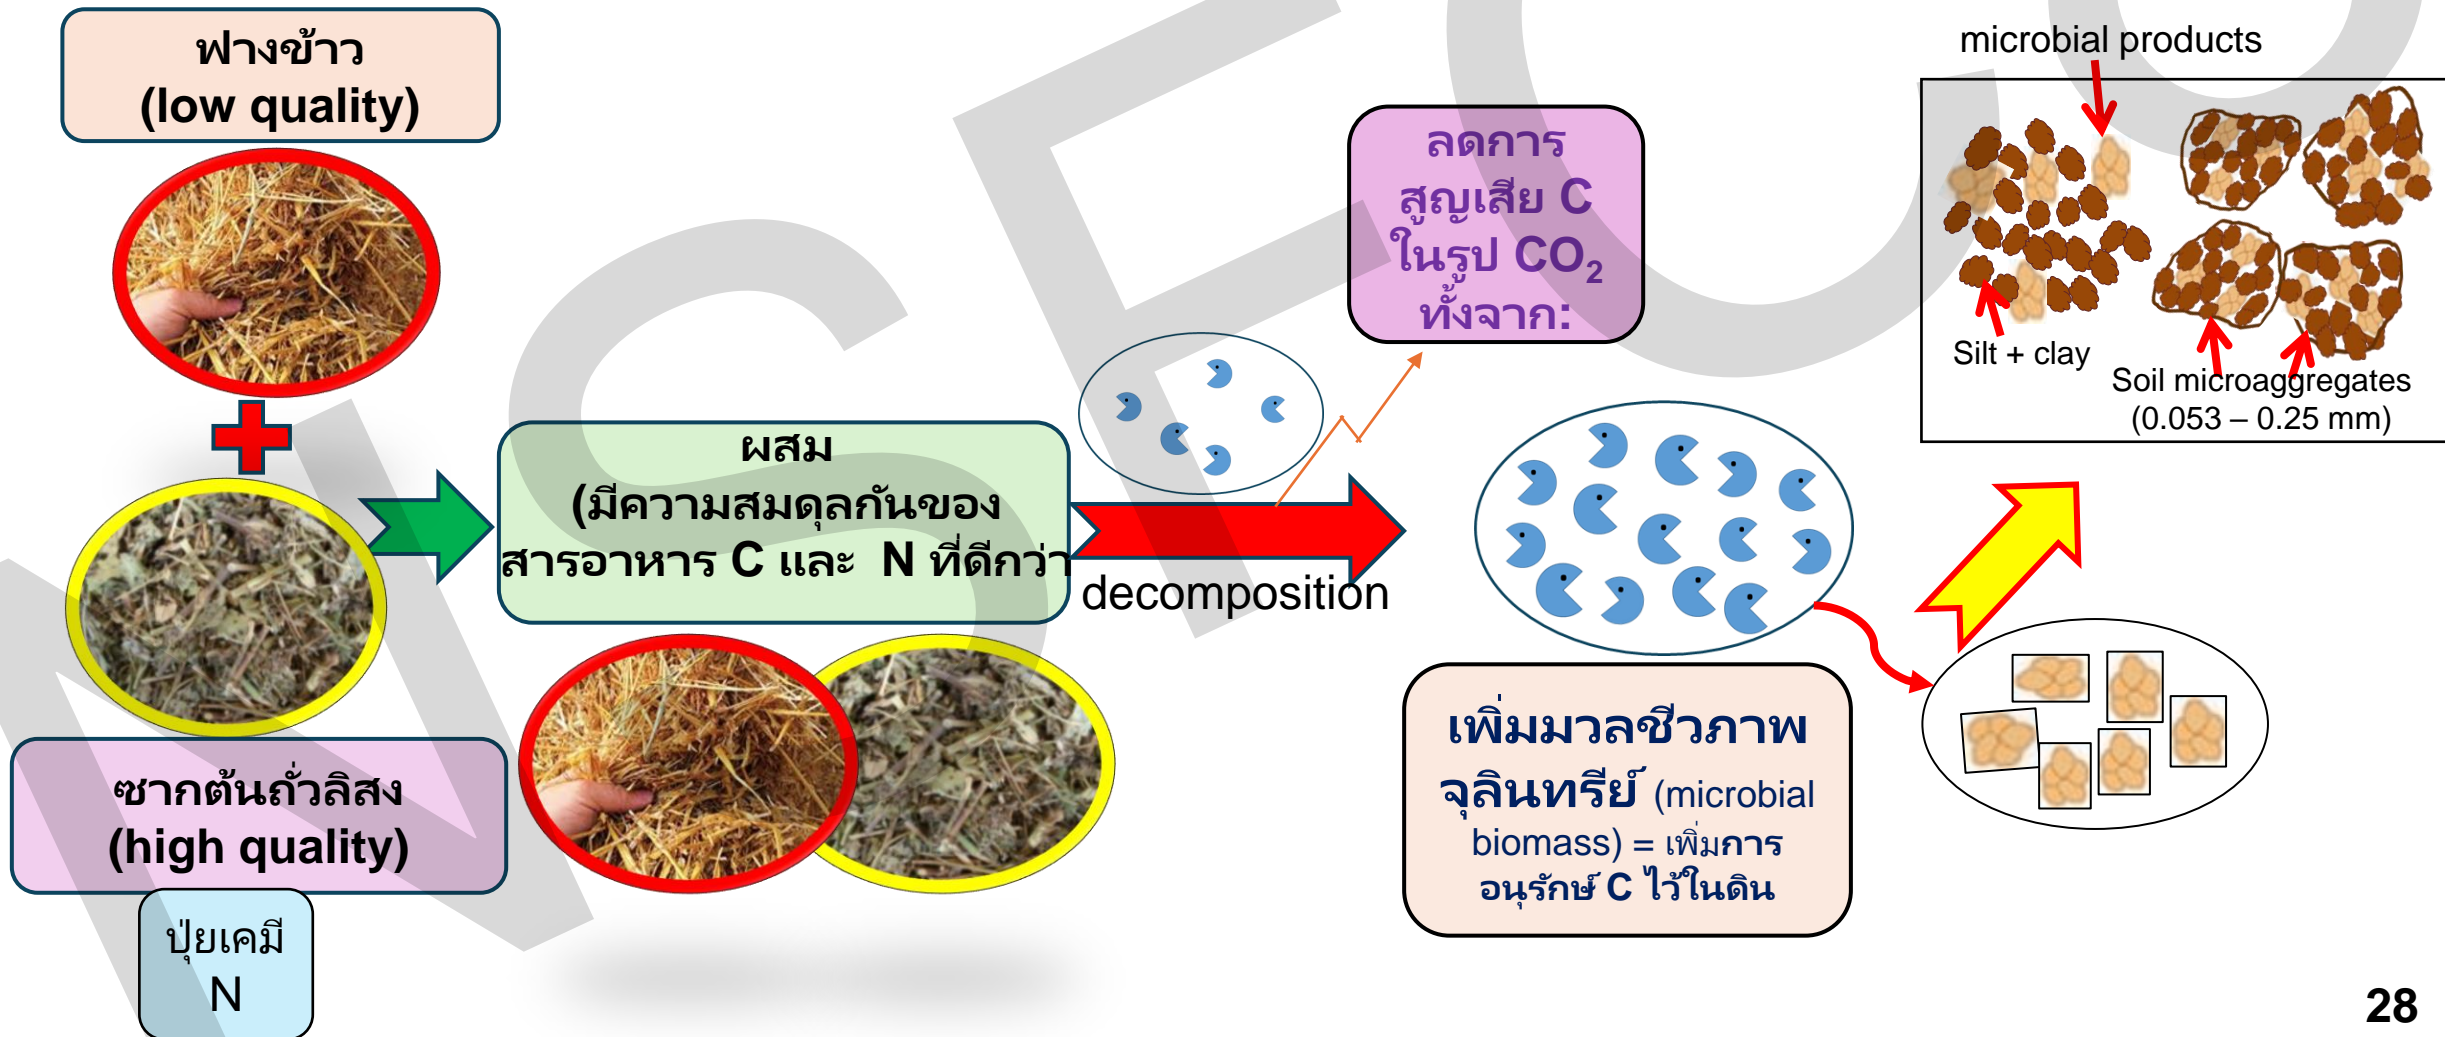 ฟางข้าว
(low quality)
ซากต้นถั่วลิสง
(high quality)
ปุ๋ยเคมี
N
ผสม
(มีความสมดุลกันของ
สารอาหาร C และ N ที่ดีกว่า
decomposition
ลดการ
สูญเสีย C
ในรูป CO₂
ทั้งจาก:
เพิ่มมวลชีวภาพ
จุลินทรีย์ (microbial
biomass) = เพิ่มการ
อนุรักษ์ C ไว้ในดิน
microbial products
Silt + clay
Soil microaggregates
(0.053 – 0.25 mm)
28